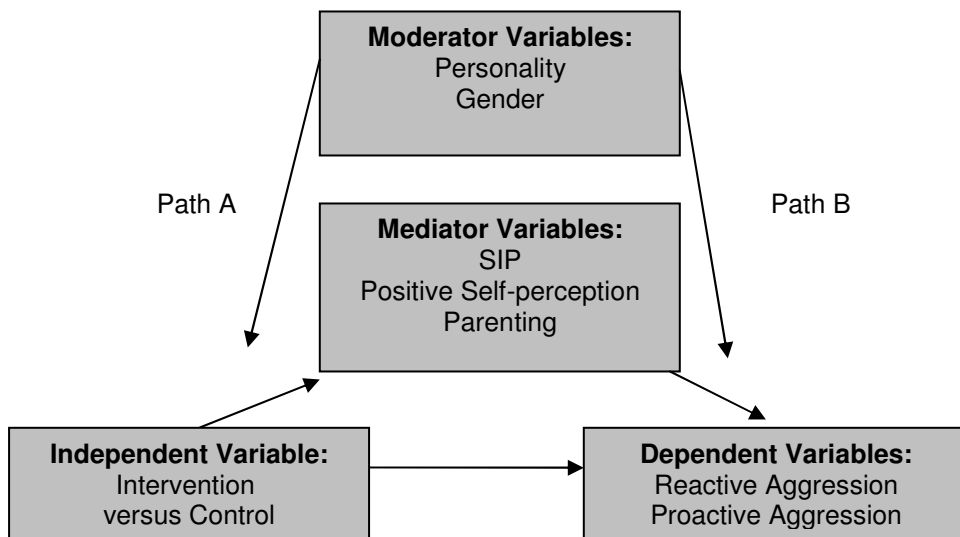 Moderator Variables:
Personality
Gender
Path A
Path B
Mediator Variables:
SIP
Positive Self-perception
Parenting
Independent Variable:
Intervention
versus Control
Dependent Variables:
Reactive Aggression
Proactive Aggression